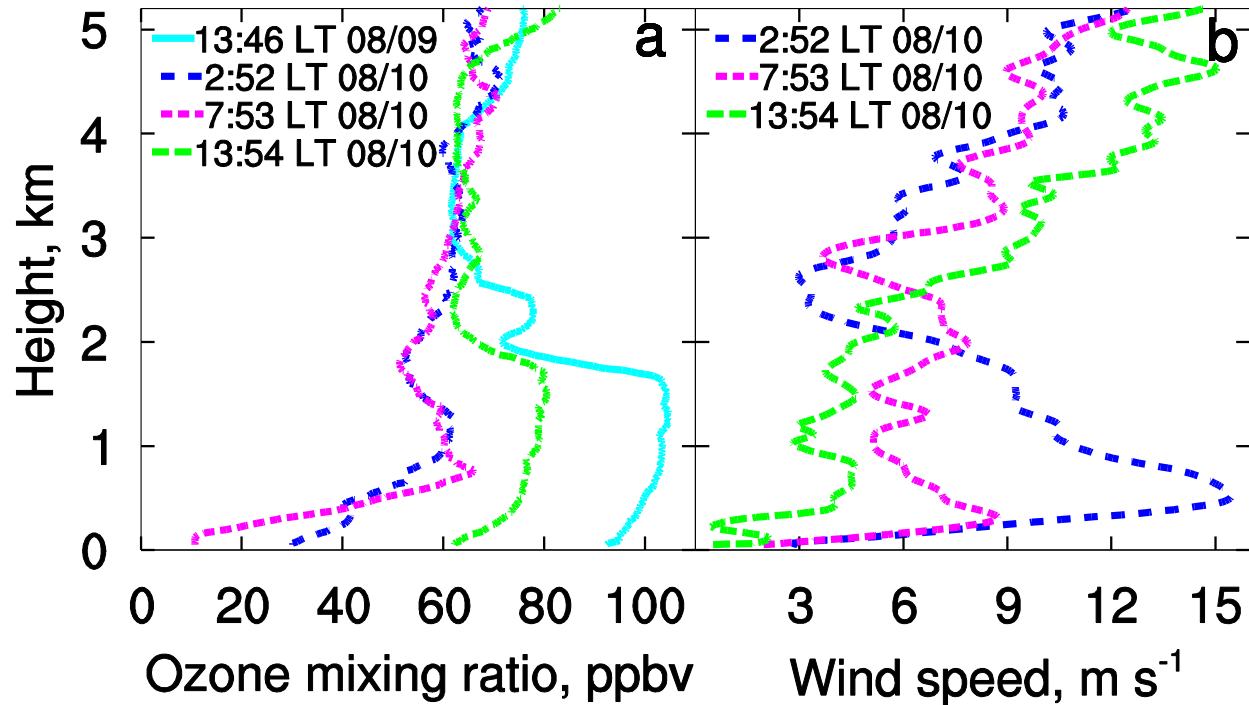 a
13:46 LT 08/09
2:52 LT 08/10
7:53 LT 08/10
13:54 LT 08/10
Height, km
5
4
3
2
1
0
0 20 40 60 80 100
Ozone mixing ratio, ppbv
b
2:52 LT 08/10
7:53 LT 08/10
13:54 LT 08/10
3 6 9 12 15
Wind speed, m s⁻¹